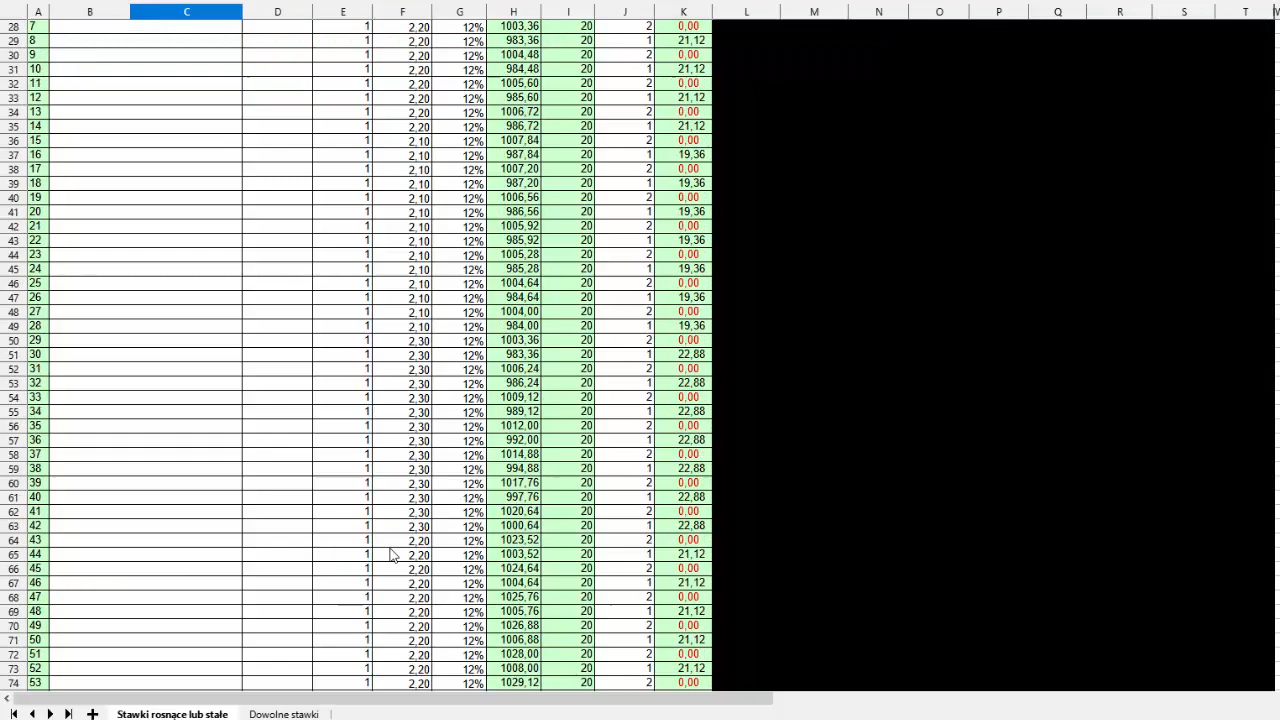 A B C D E F G H I J K L M N O P Q R S T
28 7 1 2,20 12% 1003,36 20 2 0,00
29 8 1 2,20 12% 983,36 20 1 21,12
30 9 1 2,20 12% 1004,48 20 2 0,00
31 10 1 2,20 12% 984,48 20 1 21,12
32 11 1 2,20 12% 1005,60 20 2 0,00
33 12 1 2,20 12% 985,60 20 1 21,12
34 13 1 2,20 12% 1006,72 20 2 0,00
35 14 1 2,20 12% 986,72 20 1 21,12
36 15 1 2,10 12% 1007,84 20 2 0,00
37 16 1 2,10 12% 987,84 20 1 19,36
38 17 1 2,10 12% 1007,20 20 2 0,00
39 18 1 2,10 12% 987,20 20 1 19,36
40 19 1 2,10 12% 1006,56 20 2 0,00
41 20 1 2,10 12% 986,56 20 1 19,36
42 21 1 2,10 12% 1005,92 20 2 0,00
43 22 1 2,10 12% 985,92 20 1 19,36
44 23 1 2,10 12% 1005,28 20 2 0,00
45 24 1 2,10 12% 985,28 20 1 19,36
46 25 1 2,10 12% 1004,64 20 2 0,00
47 26 1 2,10 12% 984,64 20 1 19,36
48 27 1 2,10 12% 1004,00 20 2 0,00
49 28 1 2,10 12% 984,00 20 1 19,36
50 29 1 2,30 12% 1003,36 20 2 0,00
51 30 1 2,30 12% 983,36 20 1 22,88
52 31 1 2,30 12% 1006,24 20 2 0,00
53 32 1 2,30 12% 986,24 20 1 22,88
54 33 1 2,30 12% 1009,12 20 2 0,00
55 34 1 2,30 12% 989,12 20 1 22,88
56 35 1 2,30 12% 1012,00 20 2 0,00
57 36 1 2,30 12% 992,00 20 1 22,88
58 37 1 2,30 12% 1014,88 20 2 0,00
59 38 1 2,30 12% 994,88 20 1 22,88
60 39 1 2,30 12% 1017,76 20 2 0,00
61 40 1 2,30 12% 997,76 20 1 22,88
62 41 1 2,30 12% 1020,64 20 2 0,00
63 42 1 2,30 12% 1000,64 20 1 22,88
64 43 1 2,20 12% 1023,52 20 2 0,00
65 44 1 2,20 12% 1003,52 20 1 21,12
66 45 1 2,20 12% 1024,64 20 2 0,00
67 46 1 2,20 12% 1004,64 20 1 21,12
68 47 1 2,20 12% 1025,76 20 2 0,00
69 48 1 2,20 12% 1005,76 20 1 21,12
70 49 1 2,20 12% 1026,88 20 2 0,00
71 50 1 2,20 12% 1006,88 20 1 21,12
72 51 1 2,20 12% 1028,00 20 2 0,00
73 52 1 2,20 12% 1008,00 20 1 21,12
74 53 1 2,20 12% 1029,12 20 2 0,00
Stawki rosnące lub stałe Dowolne stawki